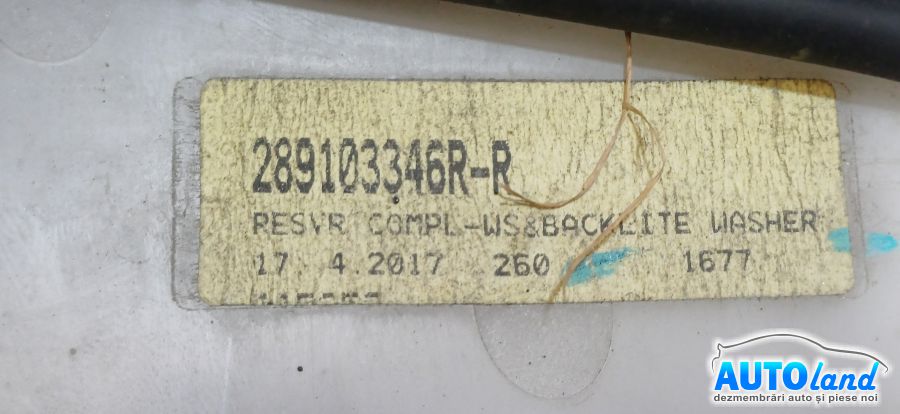 289103346R-R
RESVR COMPL-WS&BACKLITE WASHER
17 4.2017 260 1677
AUTOland
dezmembrări auto și piese noi